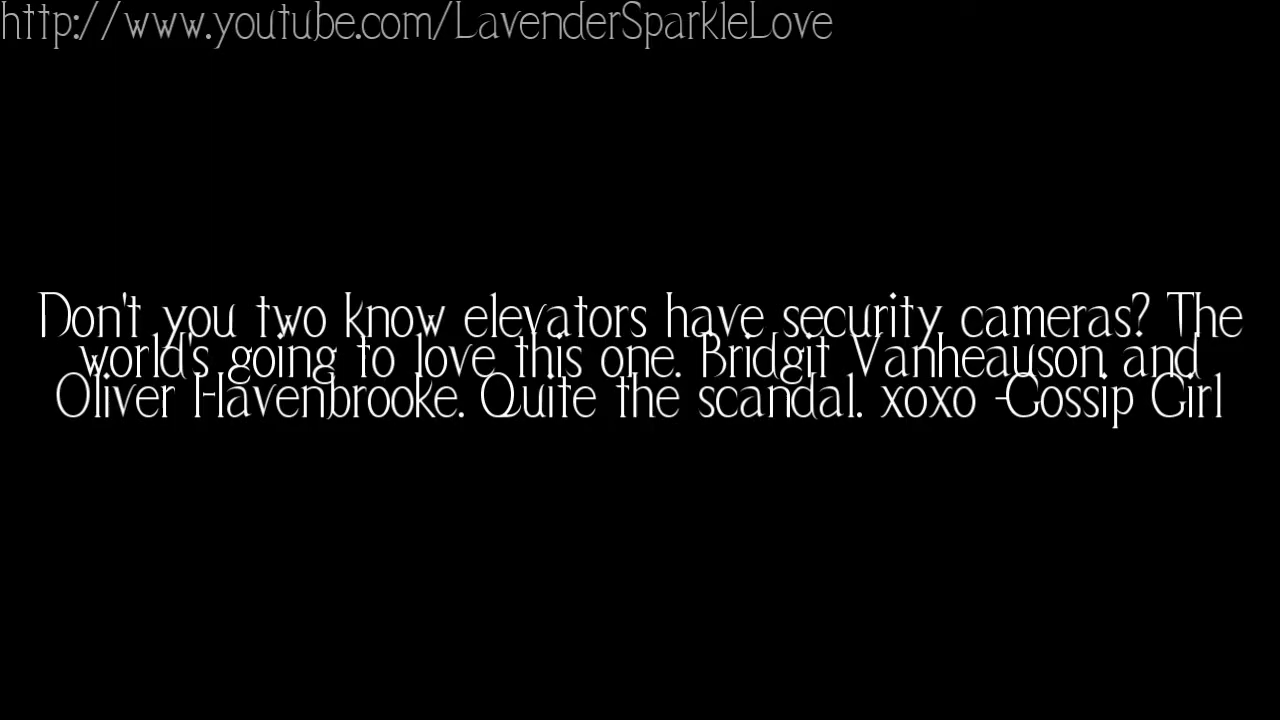 http://www.youtube.com/LavenderSparkleLove
Don't you two know elevators have security cameras? The
world's going to love this one. Bridgit Vanheauson and
Oliver Havenbrooke. Quite the scandal. xoxo -Gossip Girl